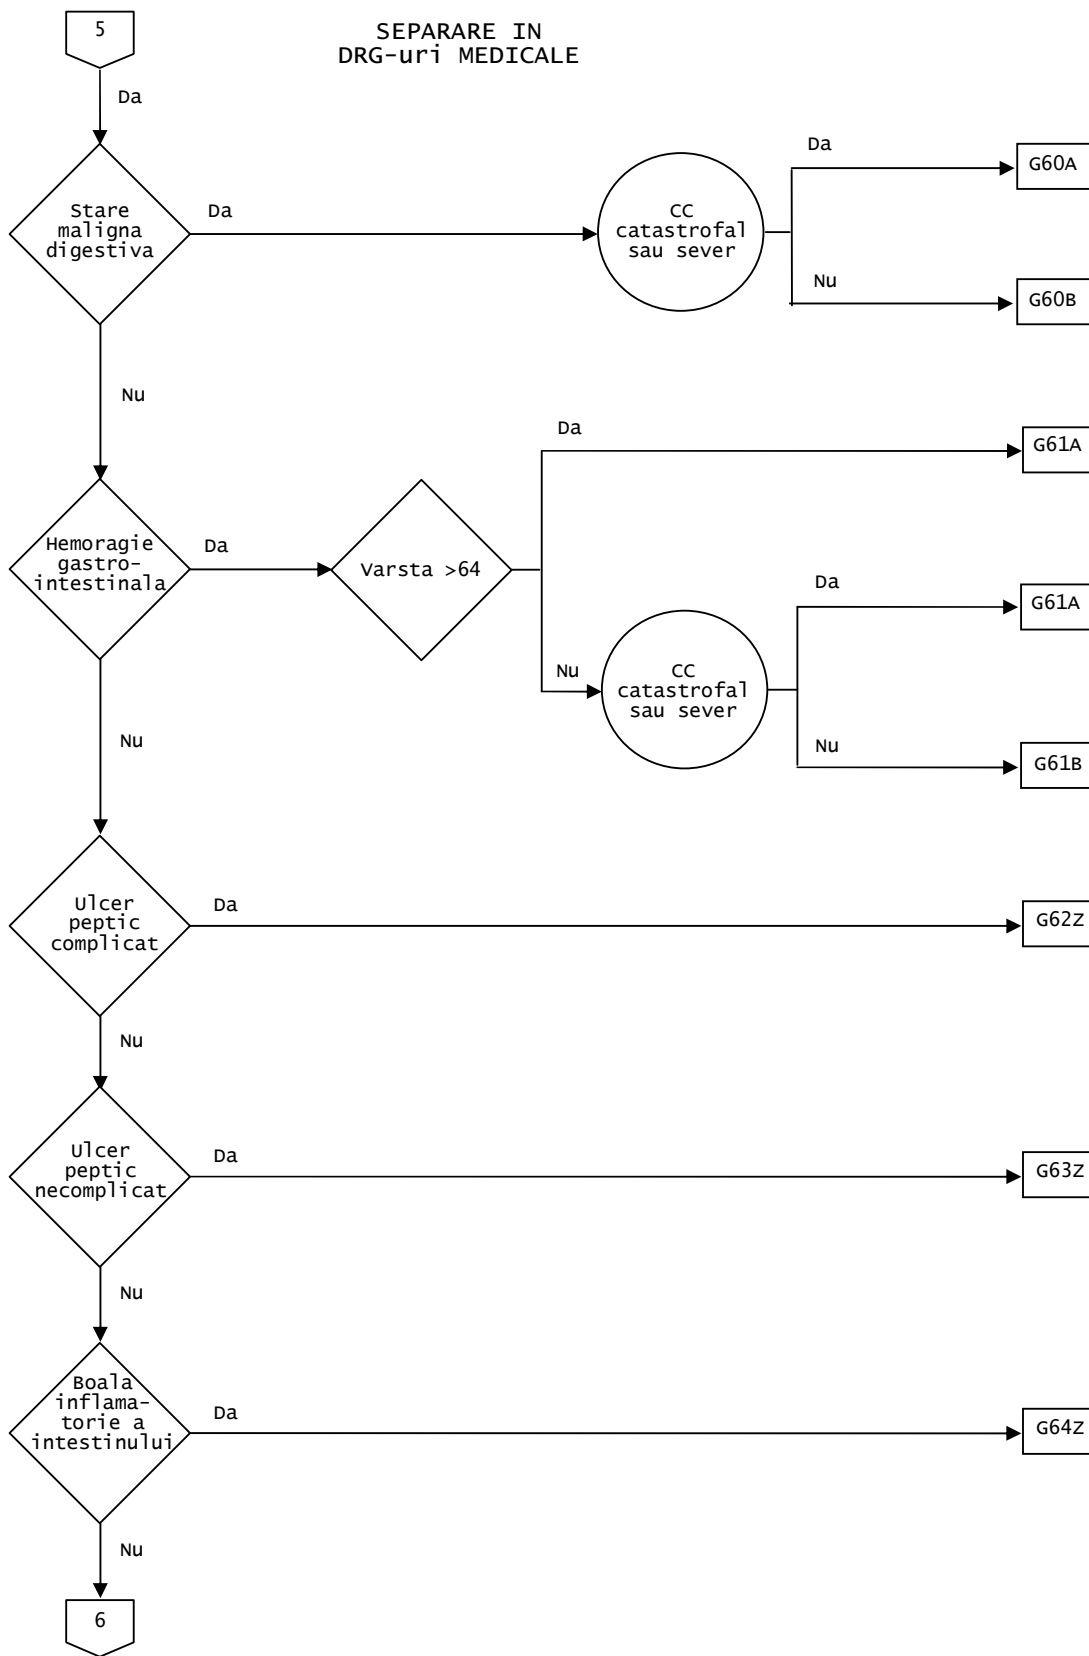 5
SEPARARE IN
DRG-uri MEDICALE
Da
Stare
maligna
digestiva
Da
CC
catastrofal
sau sever
Da
G60A
Nu
G60B
Nu
Hemoragie
gastro-
intestinala
Da
Varsta >64
Da
G61A
Nu
CC
catastrofal
sau sever
Da
G61A
Nu
G61B
Nu
Ulcer
peptic
complicat
Da
G62Z
Nu
Ulcer
peptic
necomplicat
Da
G63Z
Nu
Boala
inflama-
torie a
intestinului
Da
G64Z
Nu
6